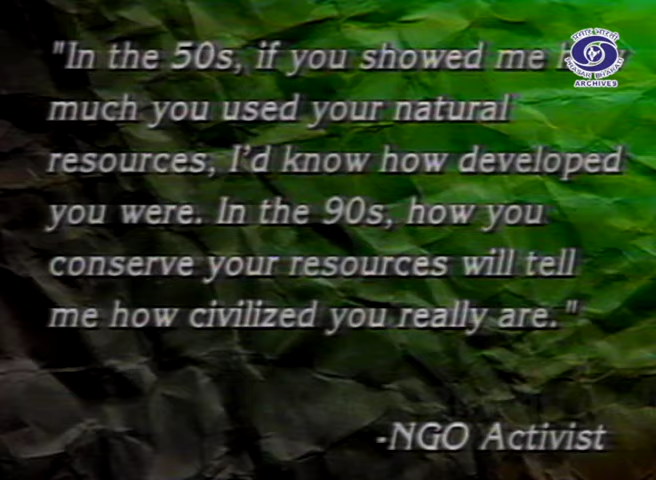 "In the 50s, if you showed me
much you used your natural
resources, I'd know how developed
you were. In the 90s, how you
conserve your resources will tell
me how civilized you really are."
-NGO Activist
ARCHIVES